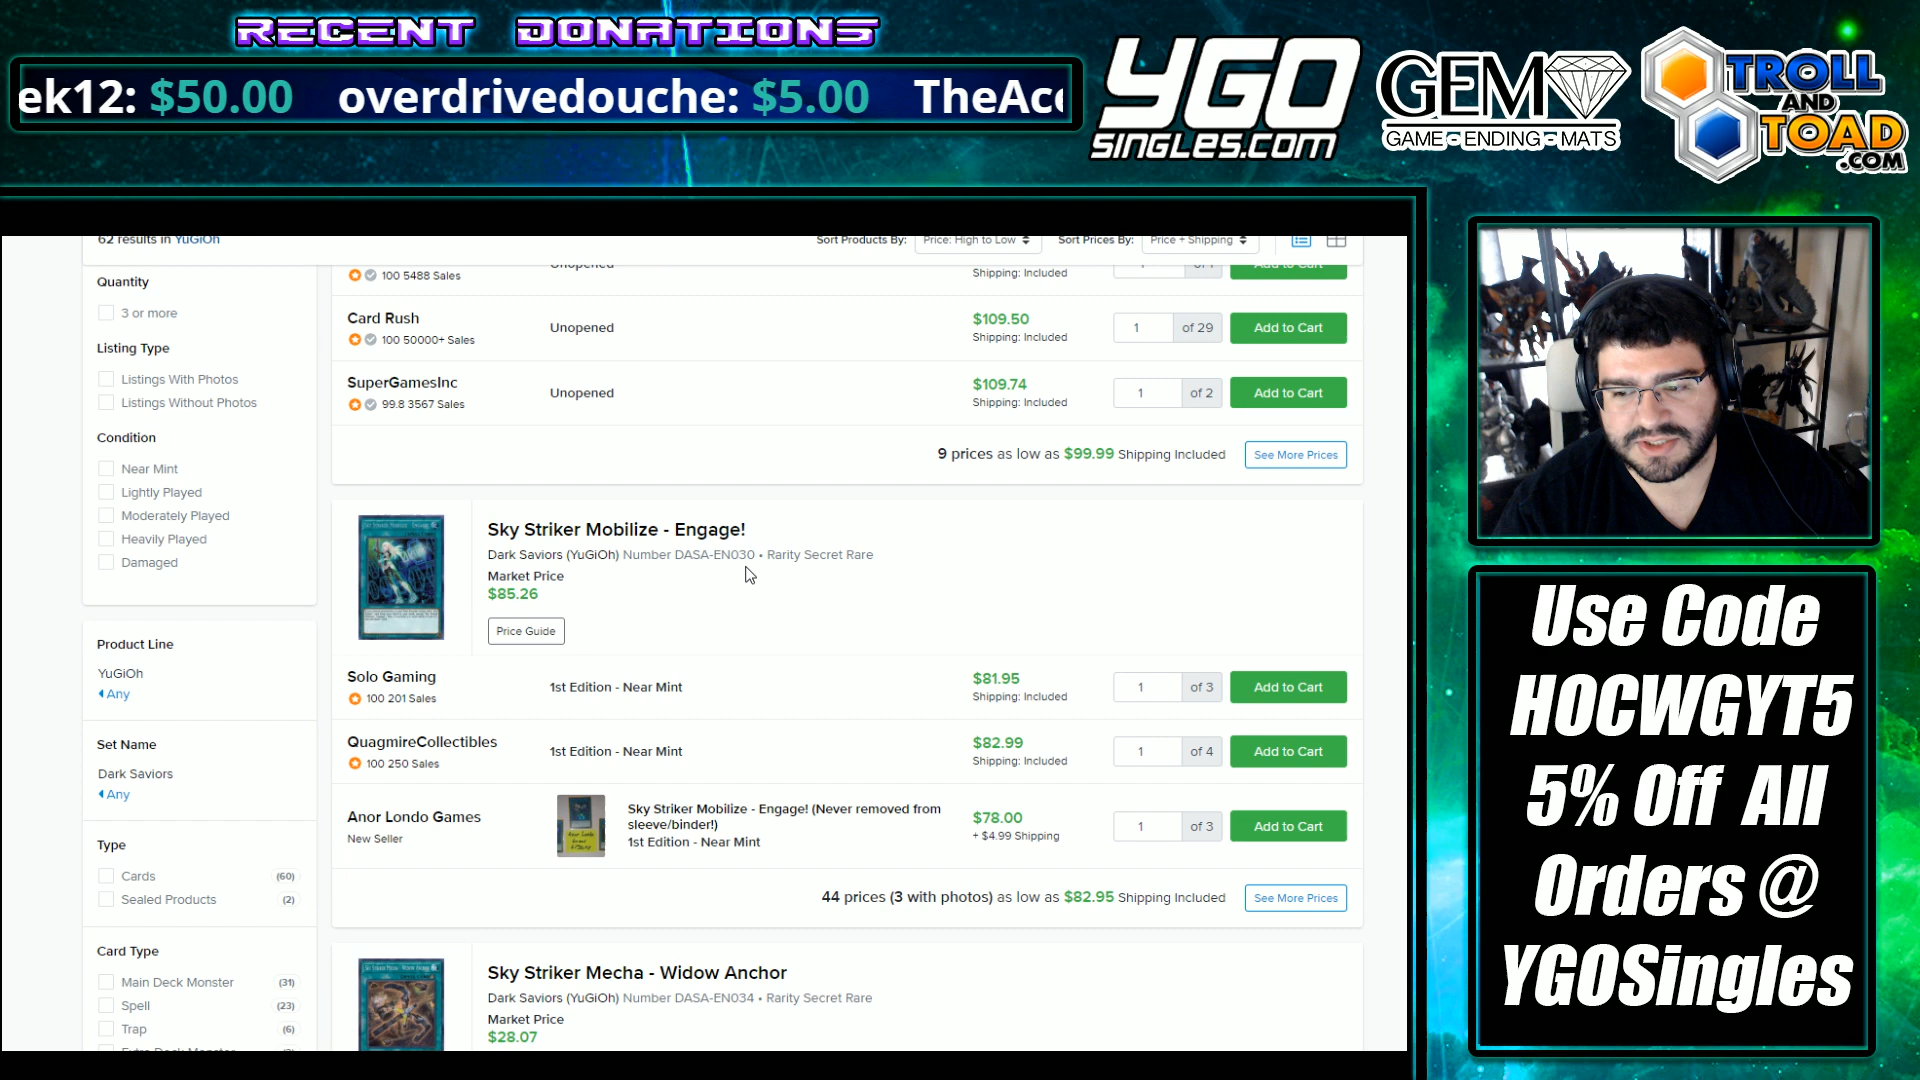 RECENT DONATIONS
ek12: $50.00 overdrivedouche: $5.00 TheAce
YGO
SINGLES.COM
GEM
GAME - ENDING - MATS
TROLL
AND
TOAD
.COM
62 results in YuGiOh
Sort Products By: Price: High to Low
Sort Prices By: Price + Shipping
Quantity
3 or more
Listing Type
Listings With Photos
Listings Without Photos
Condition
Near Mint
Lightly Played
Moderately Played
Heavily Played
Damaged
Product Line
YuGiOh
Any
Set Name
Dark Saviors
Any
Type
Cards (60)
Sealed Products (2)
Card Type
Main Deck Monster (31)
Spell (23)
Trap (6)
Extra Deck Monster
100 5488 Sales
Unopened
Shipping: Included
1 of 1
Add to Cart
Card Rush
100 50000+ Sales
Unopened
$109.50
Shipping: Included
1 of 29
Add to Cart
SuperGamesInc
99.8 3567 Sales
Unopened
$109.74
Shipping: Included
1 of 2
Add to Cart
9 prices as low as $99.99 Shipping Included
See More Prices
Sky Striker Mobilize - Engage!
Dark Saviors (YuGiOh) Number DASA-EN030 • Rarity Secret Rare
Market Price
$85.26
Price Guide
Solo Gaming
100 201 Sales
1st Edition - Near Mint
$81.95
Shipping: Included
1 of 3
Add to Cart
QuagmireCollectibles
100 250 Sales
1st Edition - Near Mint
$82.99
Shipping: Included
1 of 4
Add to Cart
Anor Londo Games
New Seller
Sky Striker Mobilize - Engage! (Never removed from
sleeve/binder!)
1st Edition - Near Mint
$78.00
+ $4.99 Shipping
1 of 3
Add to Cart
44 prices (3 with photos) as low as $82.95 Shipping Included
See More Prices
Sky Striker Mecha - Widow Anchor
Dark Saviors (YuGiOh) Number DASA-EN034 • Rarity Secret Rare
Market Price
$28.07
Use Code
HOCWGYT5
5% Off All
Orders @
YGOSingles